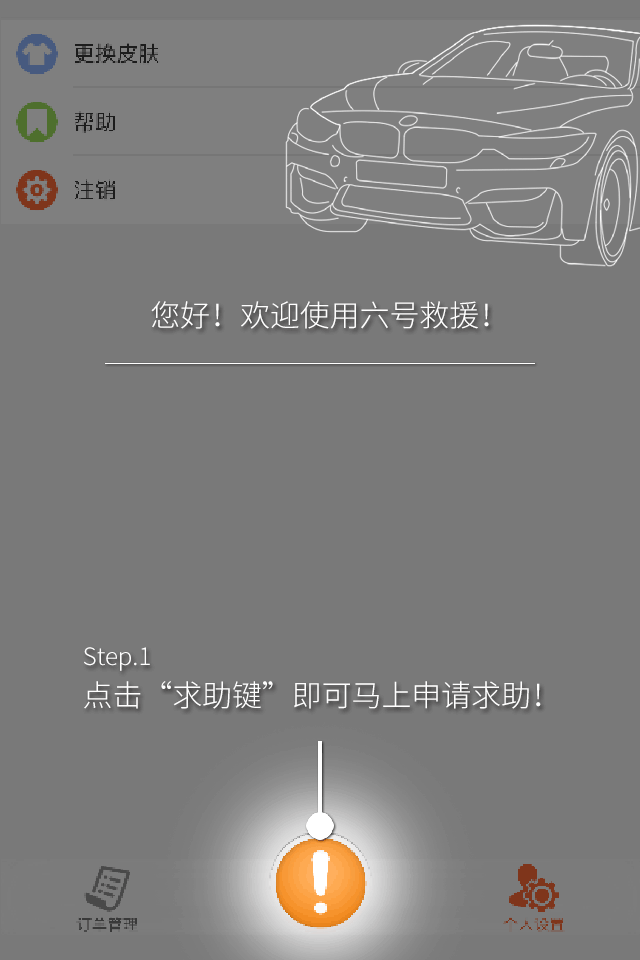 更换皮肤
帮助
注销
您好！欢迎使用六号救援！
Step.1
点击“求助键”即可马上申请求助！
订单管理
个人设置